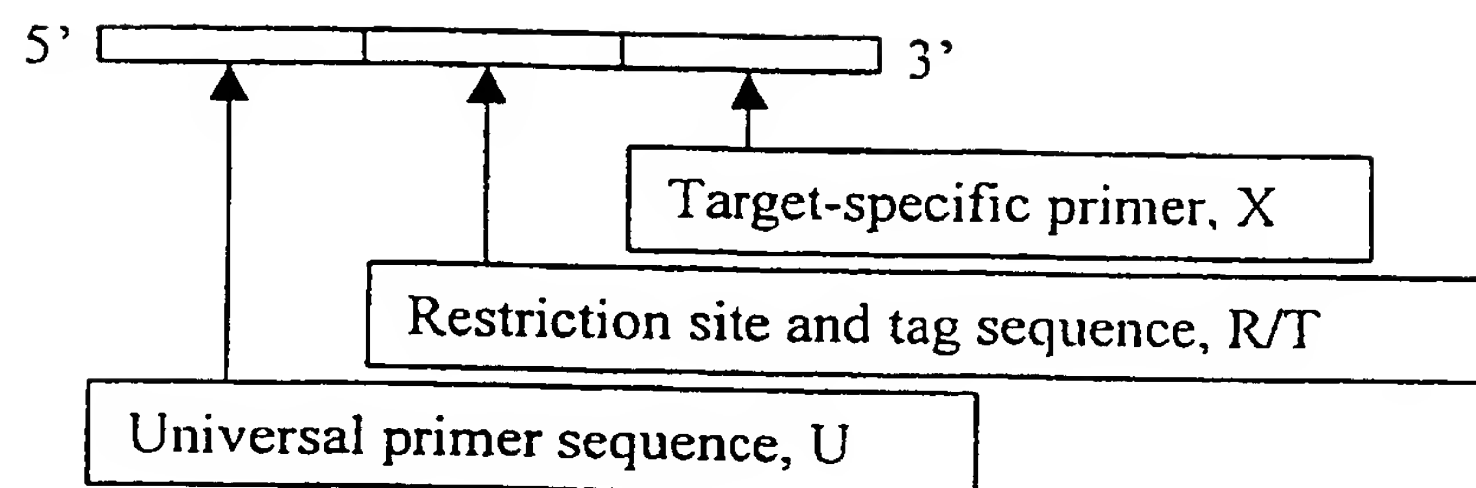 5’ 3’
Target-specific primer, X
Restriction site and tag sequence, R/T
Universal primer sequence, U